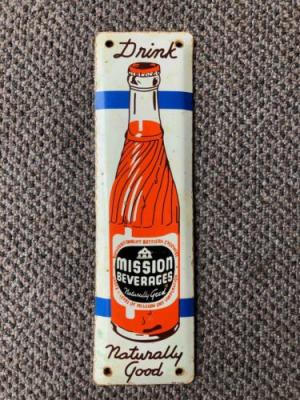 Drink
MISSION
BEVERAGES
Naturally Good
Naturally
Good